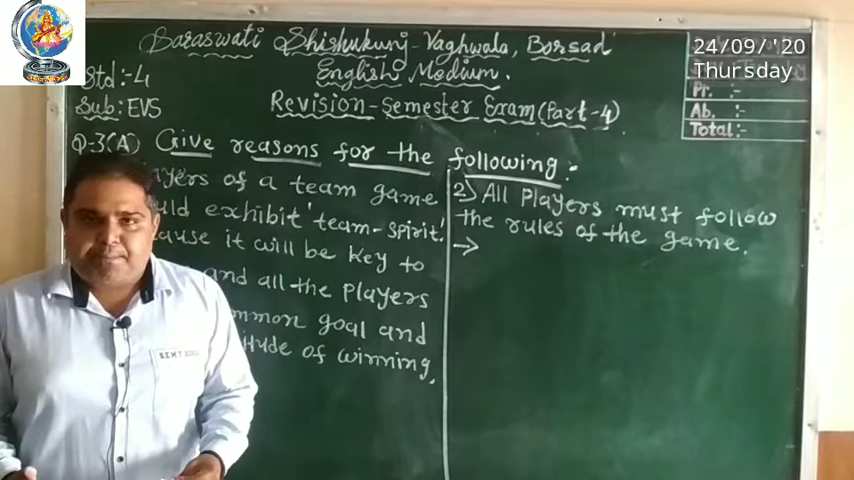 24/09/'20
Thursday
Saraswati Shishukunj-Vaghwala, Borsad
English Medium.
Std:-4
Sub:EVS
Revision-Semester Exam(Part-4)
Pr. :-
Ab. :-
Total:-
Q-3(A) Give reasons for the following:-
of a team game
exhibit 'team-spirit'.
it will be key to
and all the players
goal and
of winning,
2) All Players must follow
the rules of the game.
→